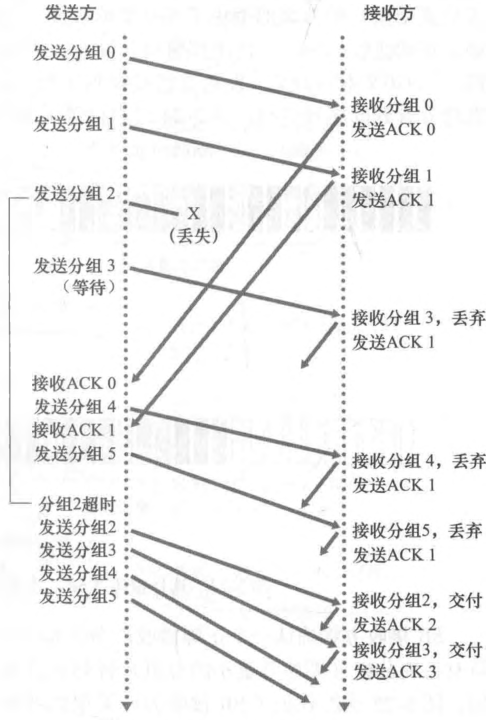 发送方
接收方
发送分组 0
接收分组 0
发送ACK 0
发送分组 1
接收分组 1
发送ACK 1
发送分组 2
X
(丢失)
发送分组 3
(等待)
接收分组 3，丢弃
发送ACK 1
接收ACK 0
发送分组 4
接收ACK 1
发送分组 5
接收分组 4，丢弃
发送ACK 1
分组2超时
发送分组2
发送分组3
发送分组4
发送分组5
接收分组5，丢弃
发送ACK 1
接收分组2，交付
发送ACK 2
接收分组3，交付
发送ACK 3